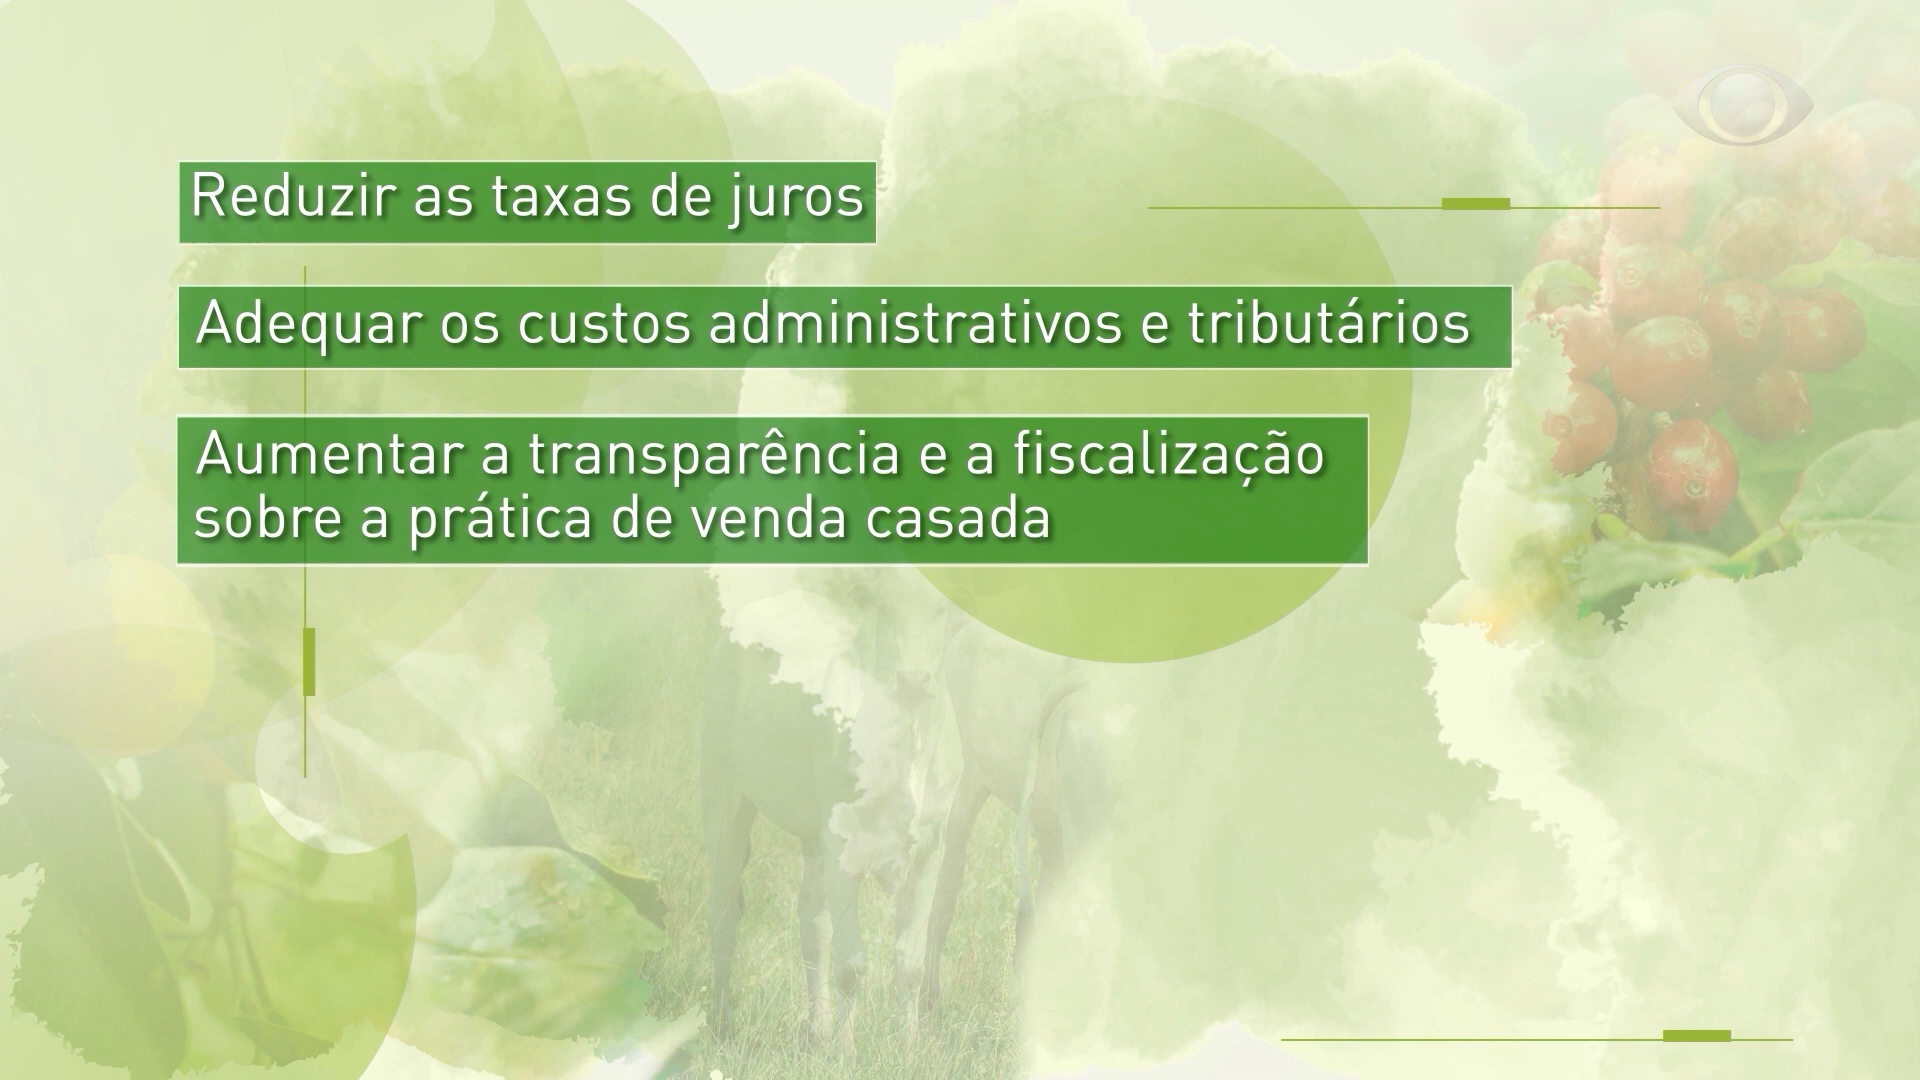 Reduzir as taxas de juros
Adequar os custos administrativos e tributários
Aumentar a transparência e a fiscalização
sobre a prática de venda casada